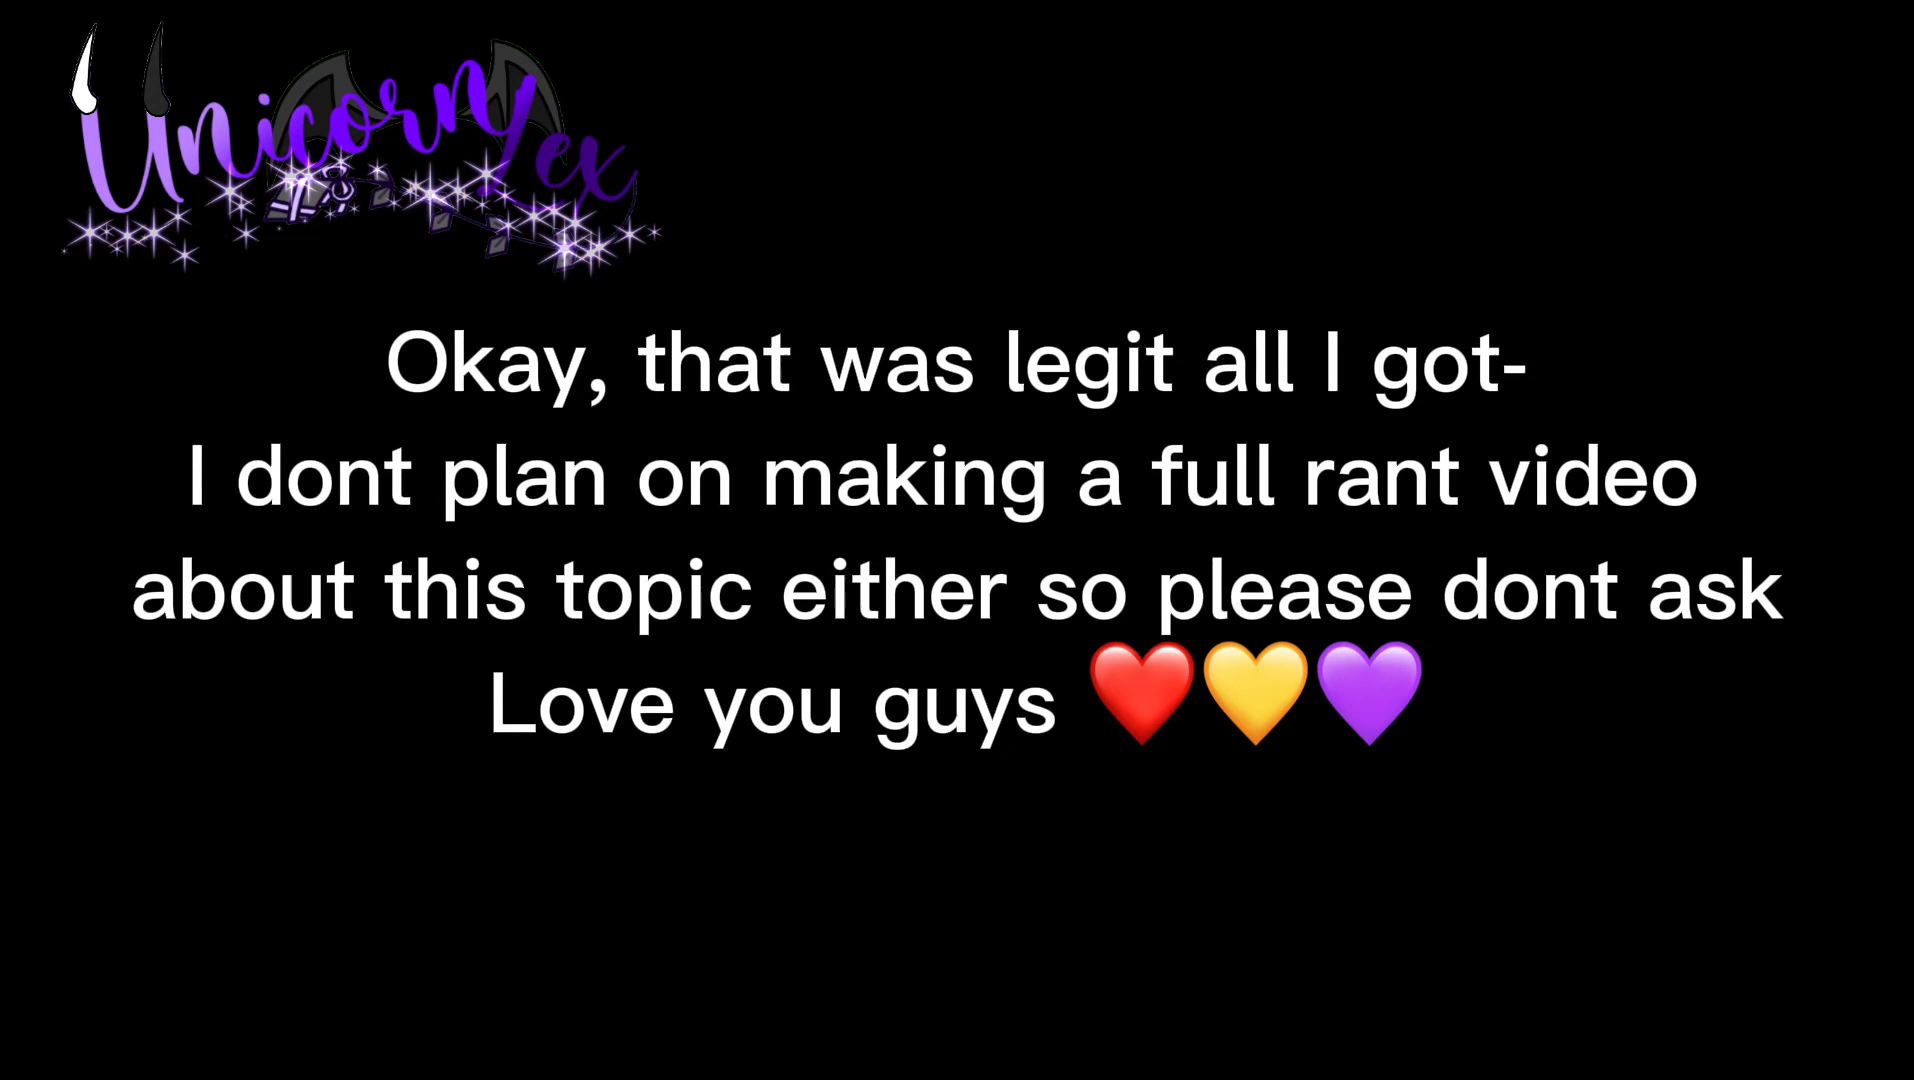 UnicornLex
Okay, that was legit all I got-
I dont plan on making a full rant video
about this topic either so please dont ask
Love you guys ❤️💛💜